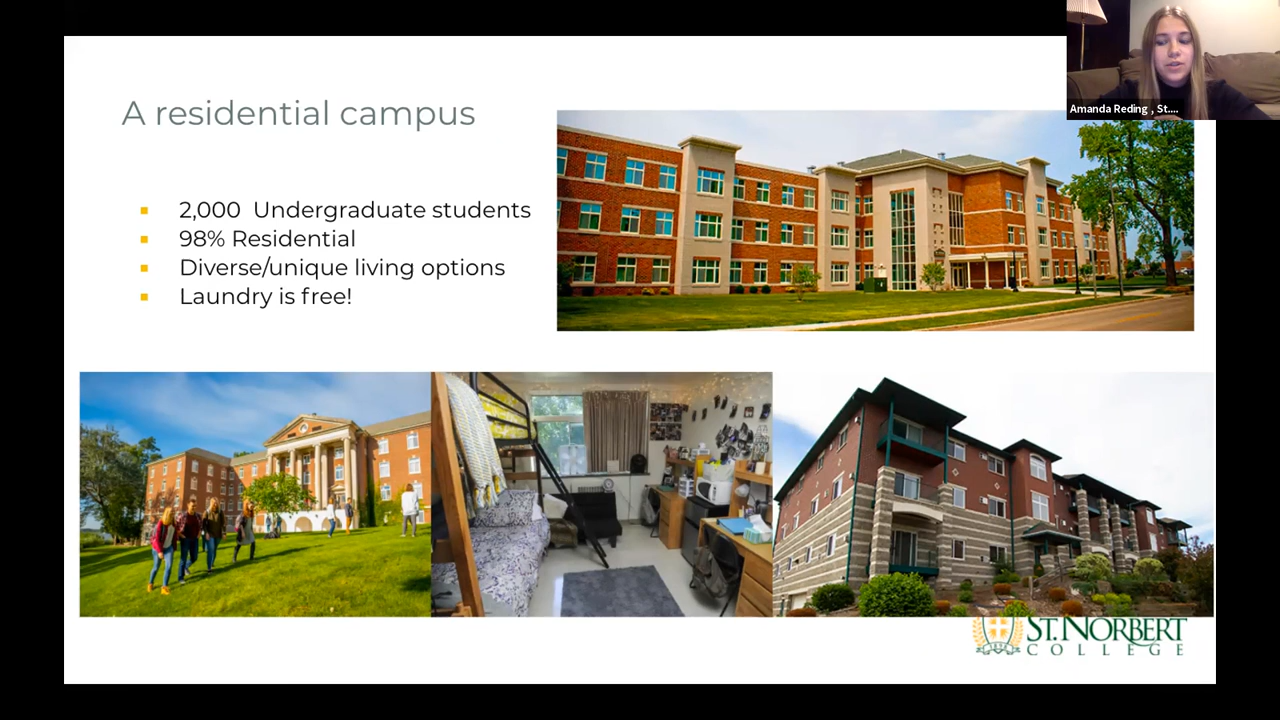 A residential campus
2,000 Undergraduate students
98% Residential
Diverse/unique living options
Laundry is free!
Amanda Reding , St....
ST. NORBERT
COLLEGE